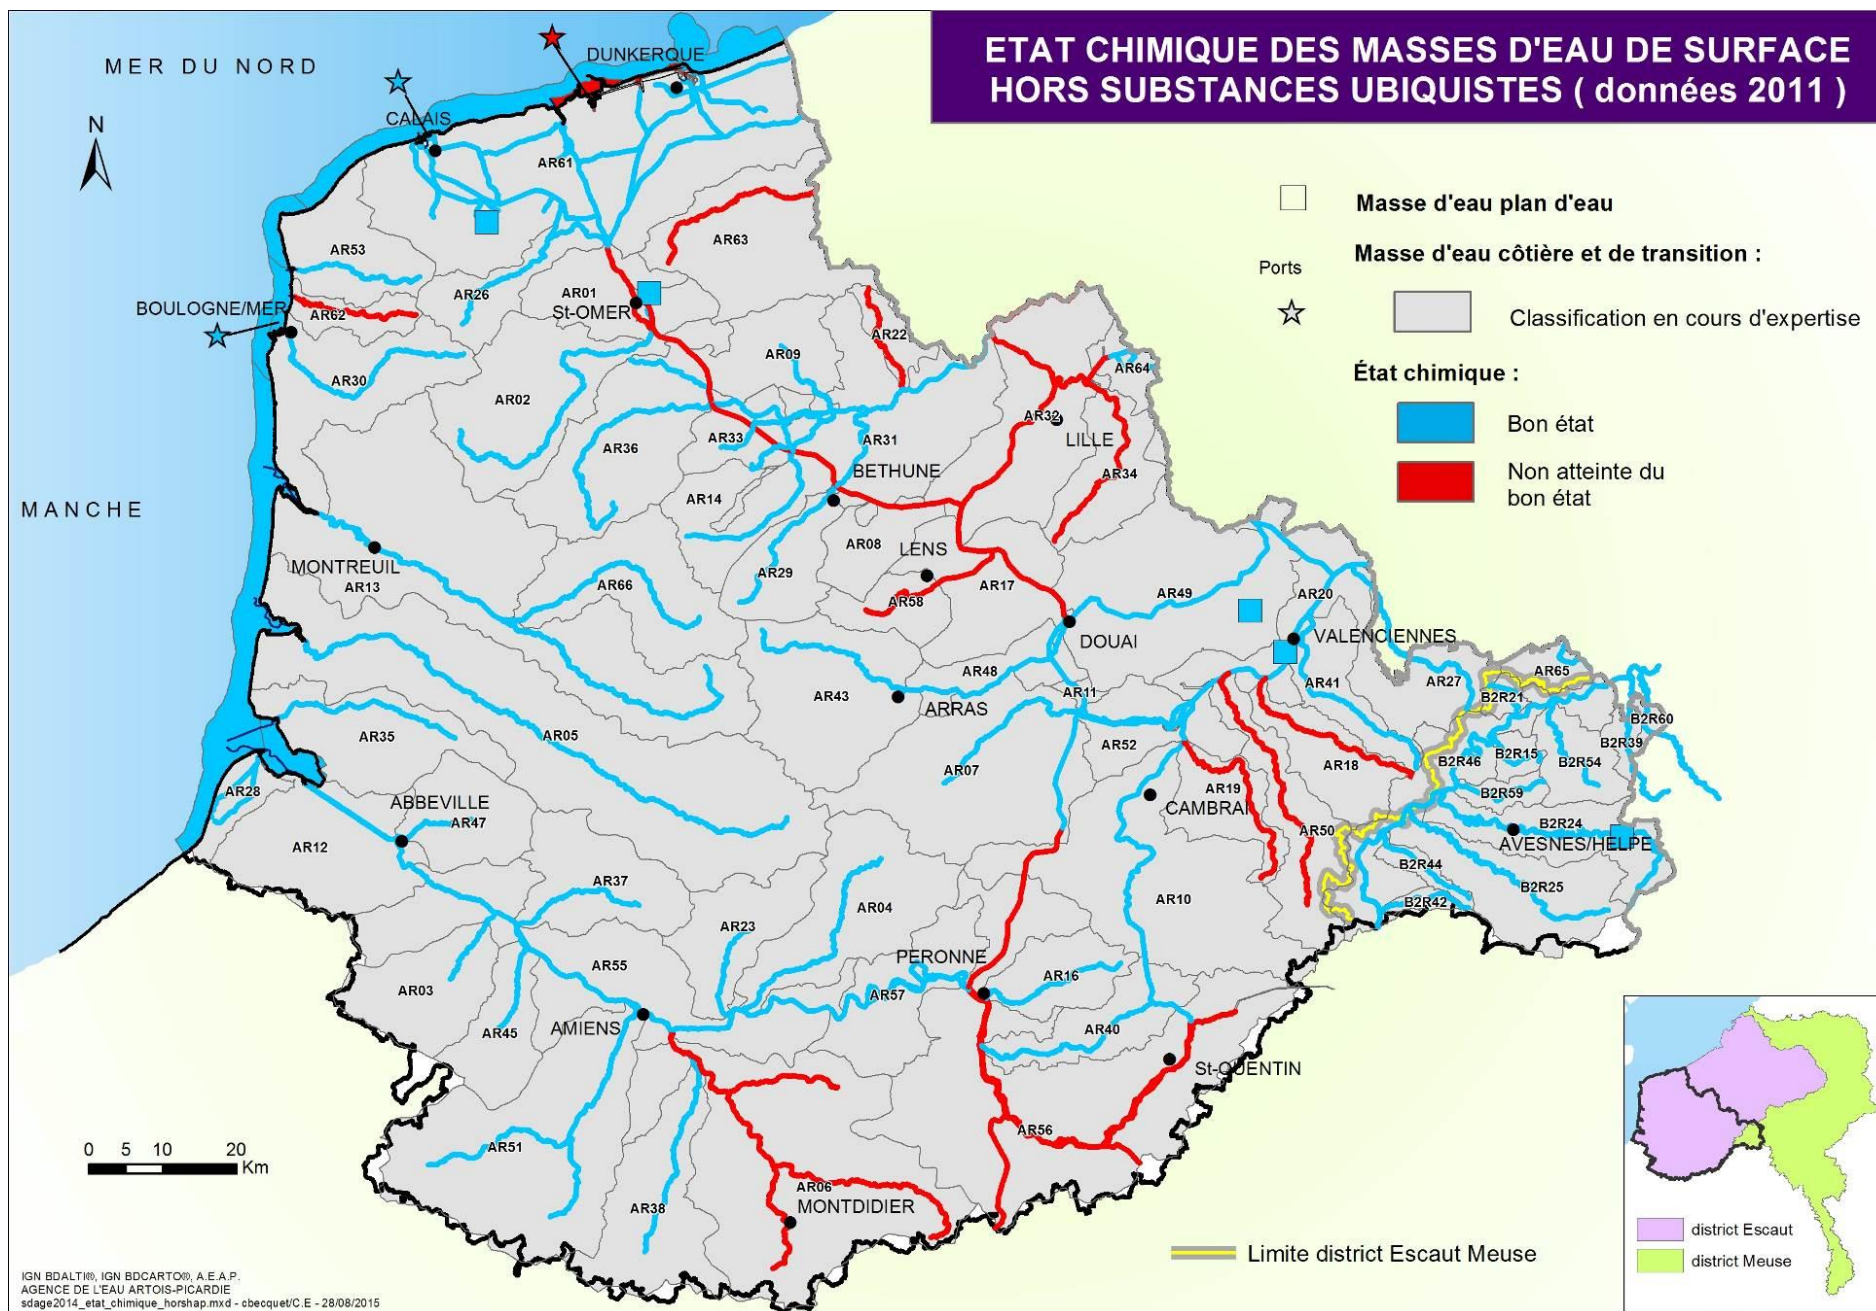 ETAT CHIMIQUE DES MASSES D'EAU DE SURFACE
HORS SUBSTANCES UBIQUISTES ( données 2011 )
MER DU NORD
N
DUNKERQUE
CALAIS
AR61
Masse d'eau plan d'eau
Masse d'eau côtière et de transition :
Ports
Classification en cours d'expertise
État chimique :
Bon état
Non atteinte du
bon état
AR53
AR63
AR26
AR01
St-OMER
BOULOGNE/MER
AR62
AR22
AR09
AR64
AR30
AR02
AR32
LILLE
AR36
AR33
AR31
BETHUNE
AR34
MANCHE
AR14
AR08
LENS
MONTREUIL
AR13
AR66
AR29
AR58
AR17
AR49
AR20
DOUAI
VALENCIENNES
AR48
AR43
AR11
ARRAS
AR41
AR27
AR65
B2R21
B2R60
B2R39
AR35
AR05
AR52
AR07
AR18
B2R46
B2R15
B2R54
AR28
ABBEVILLE
AR47
AR19
CAMBRAI
B2R59
B2R24
AVESNES/HELPE
AR12
AR50
B2R44
B2R25
B2R42
AR37
AR04
AR10
AR23
PERONNE
AR55
AR16
AR03
AR57
AR45
AMIENS
AR40
St-QUENTIN
AR51
AR56
AR06
MONTDIDIER
AR38
0 5 10 20
Km
Limite district Escaut Meuse
district Escaut
district Meuse
IGN BDALTI®, IGN BDCARTO®, A.E.A.P.
AGENCE DE L'EAU ARTOIS-PICARDIE
sdage2014_etat_chimique_horshap.mxd - cbecquet/C.E - 28/08/2015